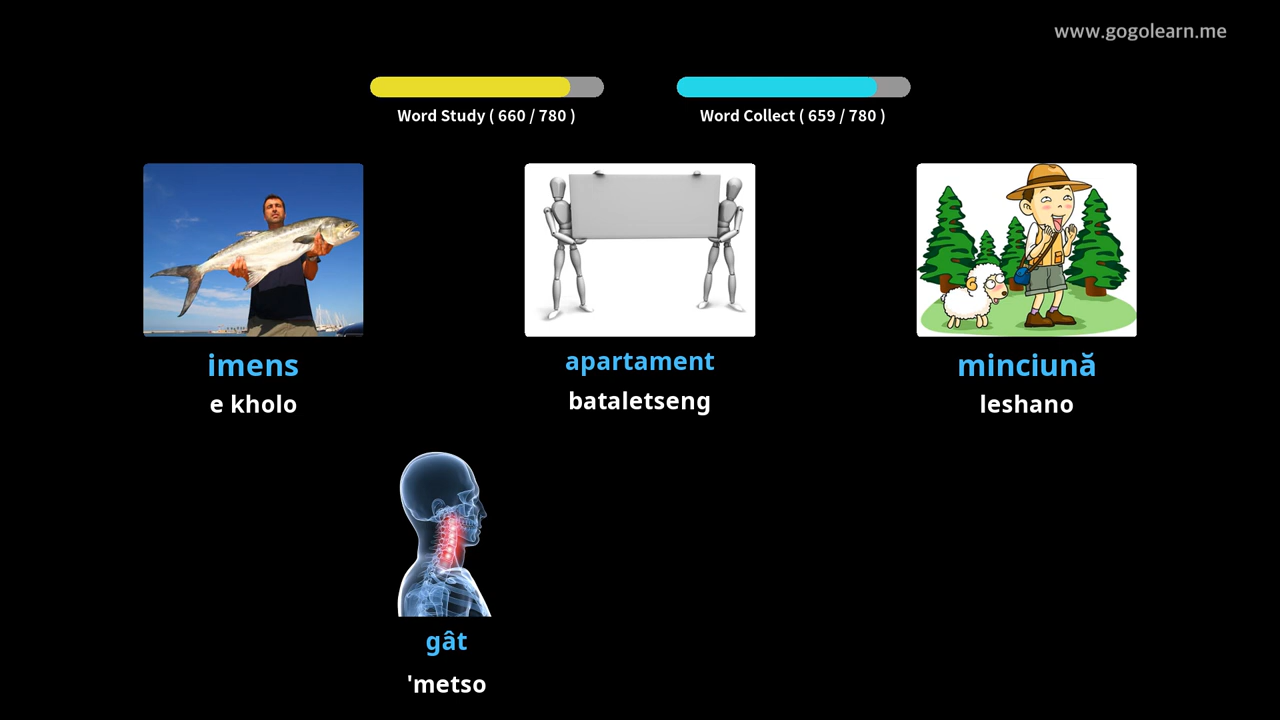 www.gogolearn.me
Word Study ( 660 / 780 )
Word Collect ( 659 / 780 )
imens
e kholo
apartament
bataletseng
minciună
leshano
gât
'metso